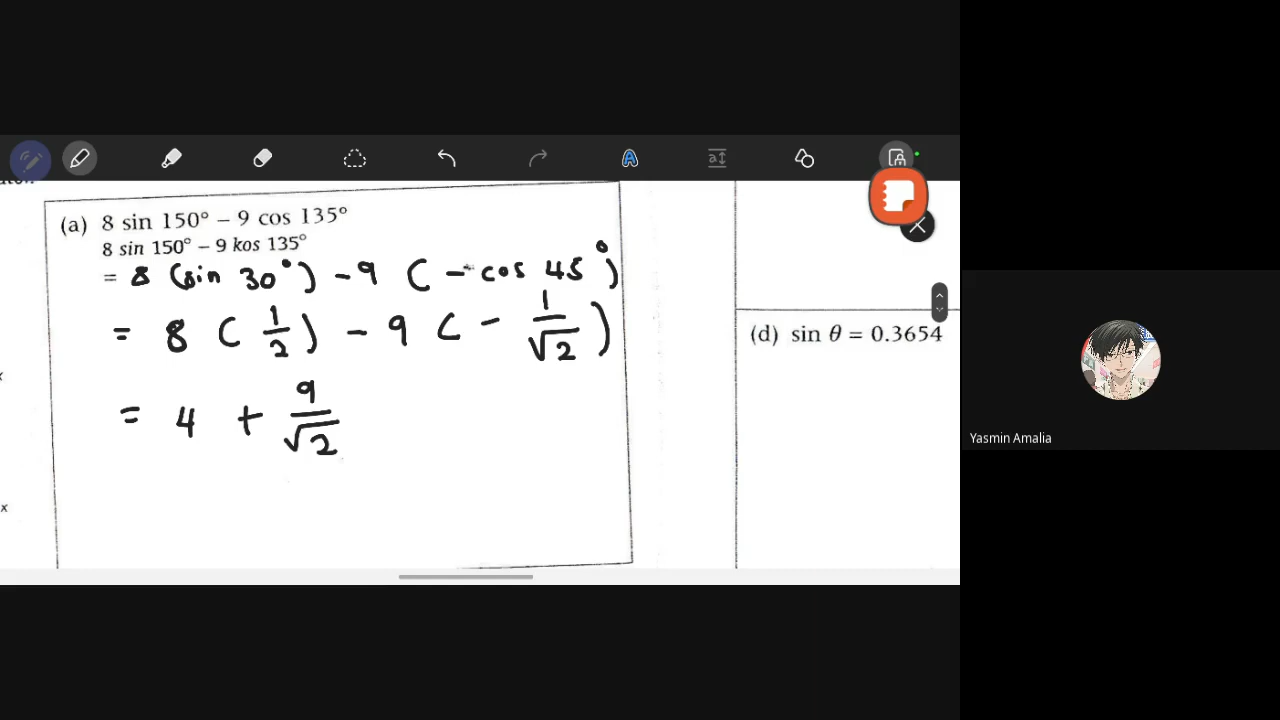 (a) 8 sin 150° – 9 cos 135°
8 sin 150° – 9 kos 135°
= 8 (sin 30°) – 9 (– cos 45°)
= 8 (1/2) – 9 (– 1/√2)
= 4 + 9/√2
(d) sin θ = 0.3654
x
Yasmin Amalia